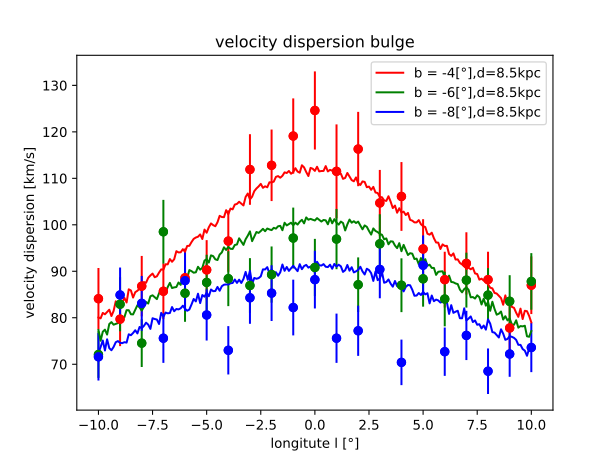 velocity dispersion bulge
b = -4[°],d=8.5kpc
b = -6[°],d=8.5kpc
b = -8[°],d=8.5kpc
velocity dispersion [km/s]
130
120
110
100
90
80
70
−10.0 −7.5 −5.0 −2.5 0.0 2.5 5.0 7.5 10.0
longitute l [°]